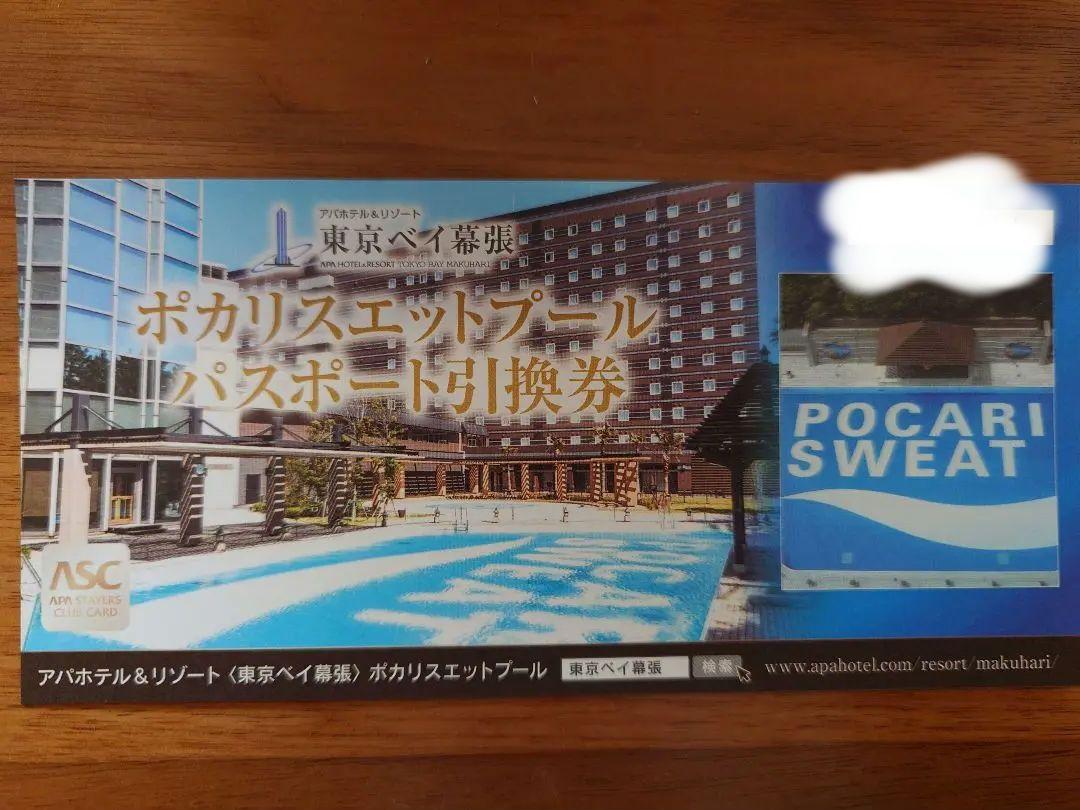 アパホテル&リゾート
東京ベイ幕張
APA HOTEL&RESORT TOKYO BAY MAKUHARI
ポカリスエットプール
パスポート引換券
POCARI
SWEAT
ASC
APA STAYERS
CLUB CARD
アパホテル&リゾート〈東京ベイ幕張〉ポカリスエットプール 東京ベイ幕張 検索 www.apahotel.com/resort/makuhari/